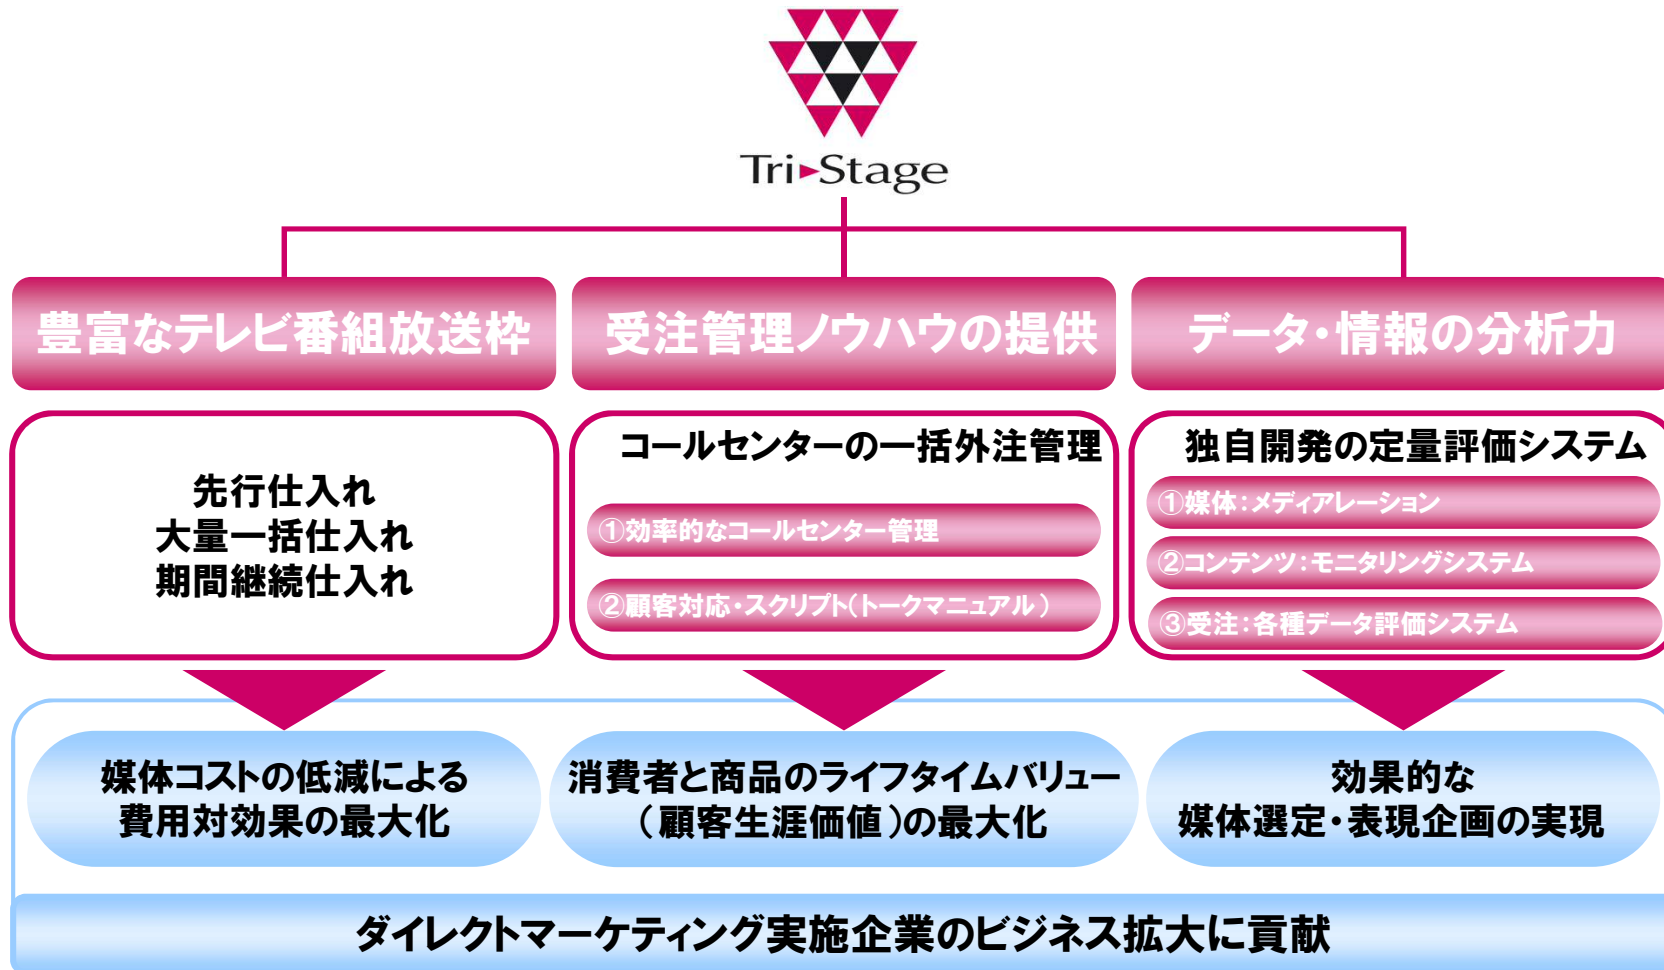 Tri Stage
豊富なテレビ番組放送枠
受注管理ノウハウの提供
データ・情報の分析力
先行仕入れ
大量一括仕入れ
期間継続仕入れ
コールセンターの一括外注管理
①効率的なコールセンター管理
②顧客対応・スクリプト(トークマニュアル)
独自開発の定量評価システム
①媒体:メディアレーション
②コンテンツ:モニタリングシステム
③受注:各種データ評価システム
媒体コストの低減による
費用対効果の最大化
消費者と商品のライフタイムバリュー
(顧客生涯価値)の最大化
効果的な
媒体選定・表現企画の実現
ダイレクトマーケティング実施企業のビジネス拡大に貢献